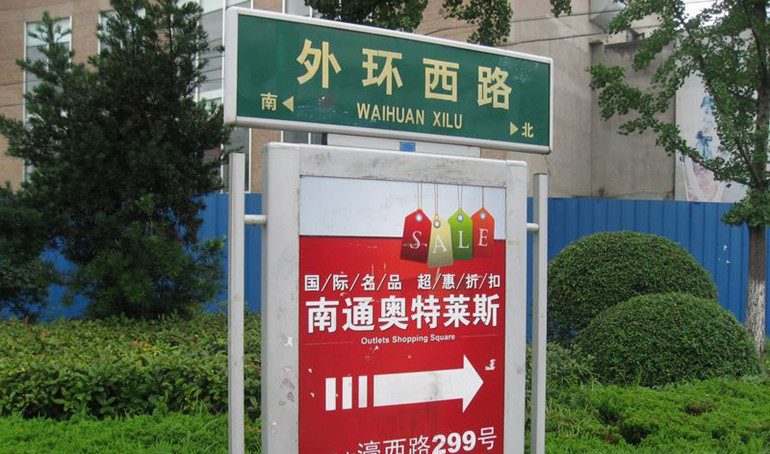 外环西路
南 WAIHUAN XILU 北
SALE
国/际/名/品 超/惠/折/扣
南通奥特莱斯
Outlets Shopping Square
濠西路299号